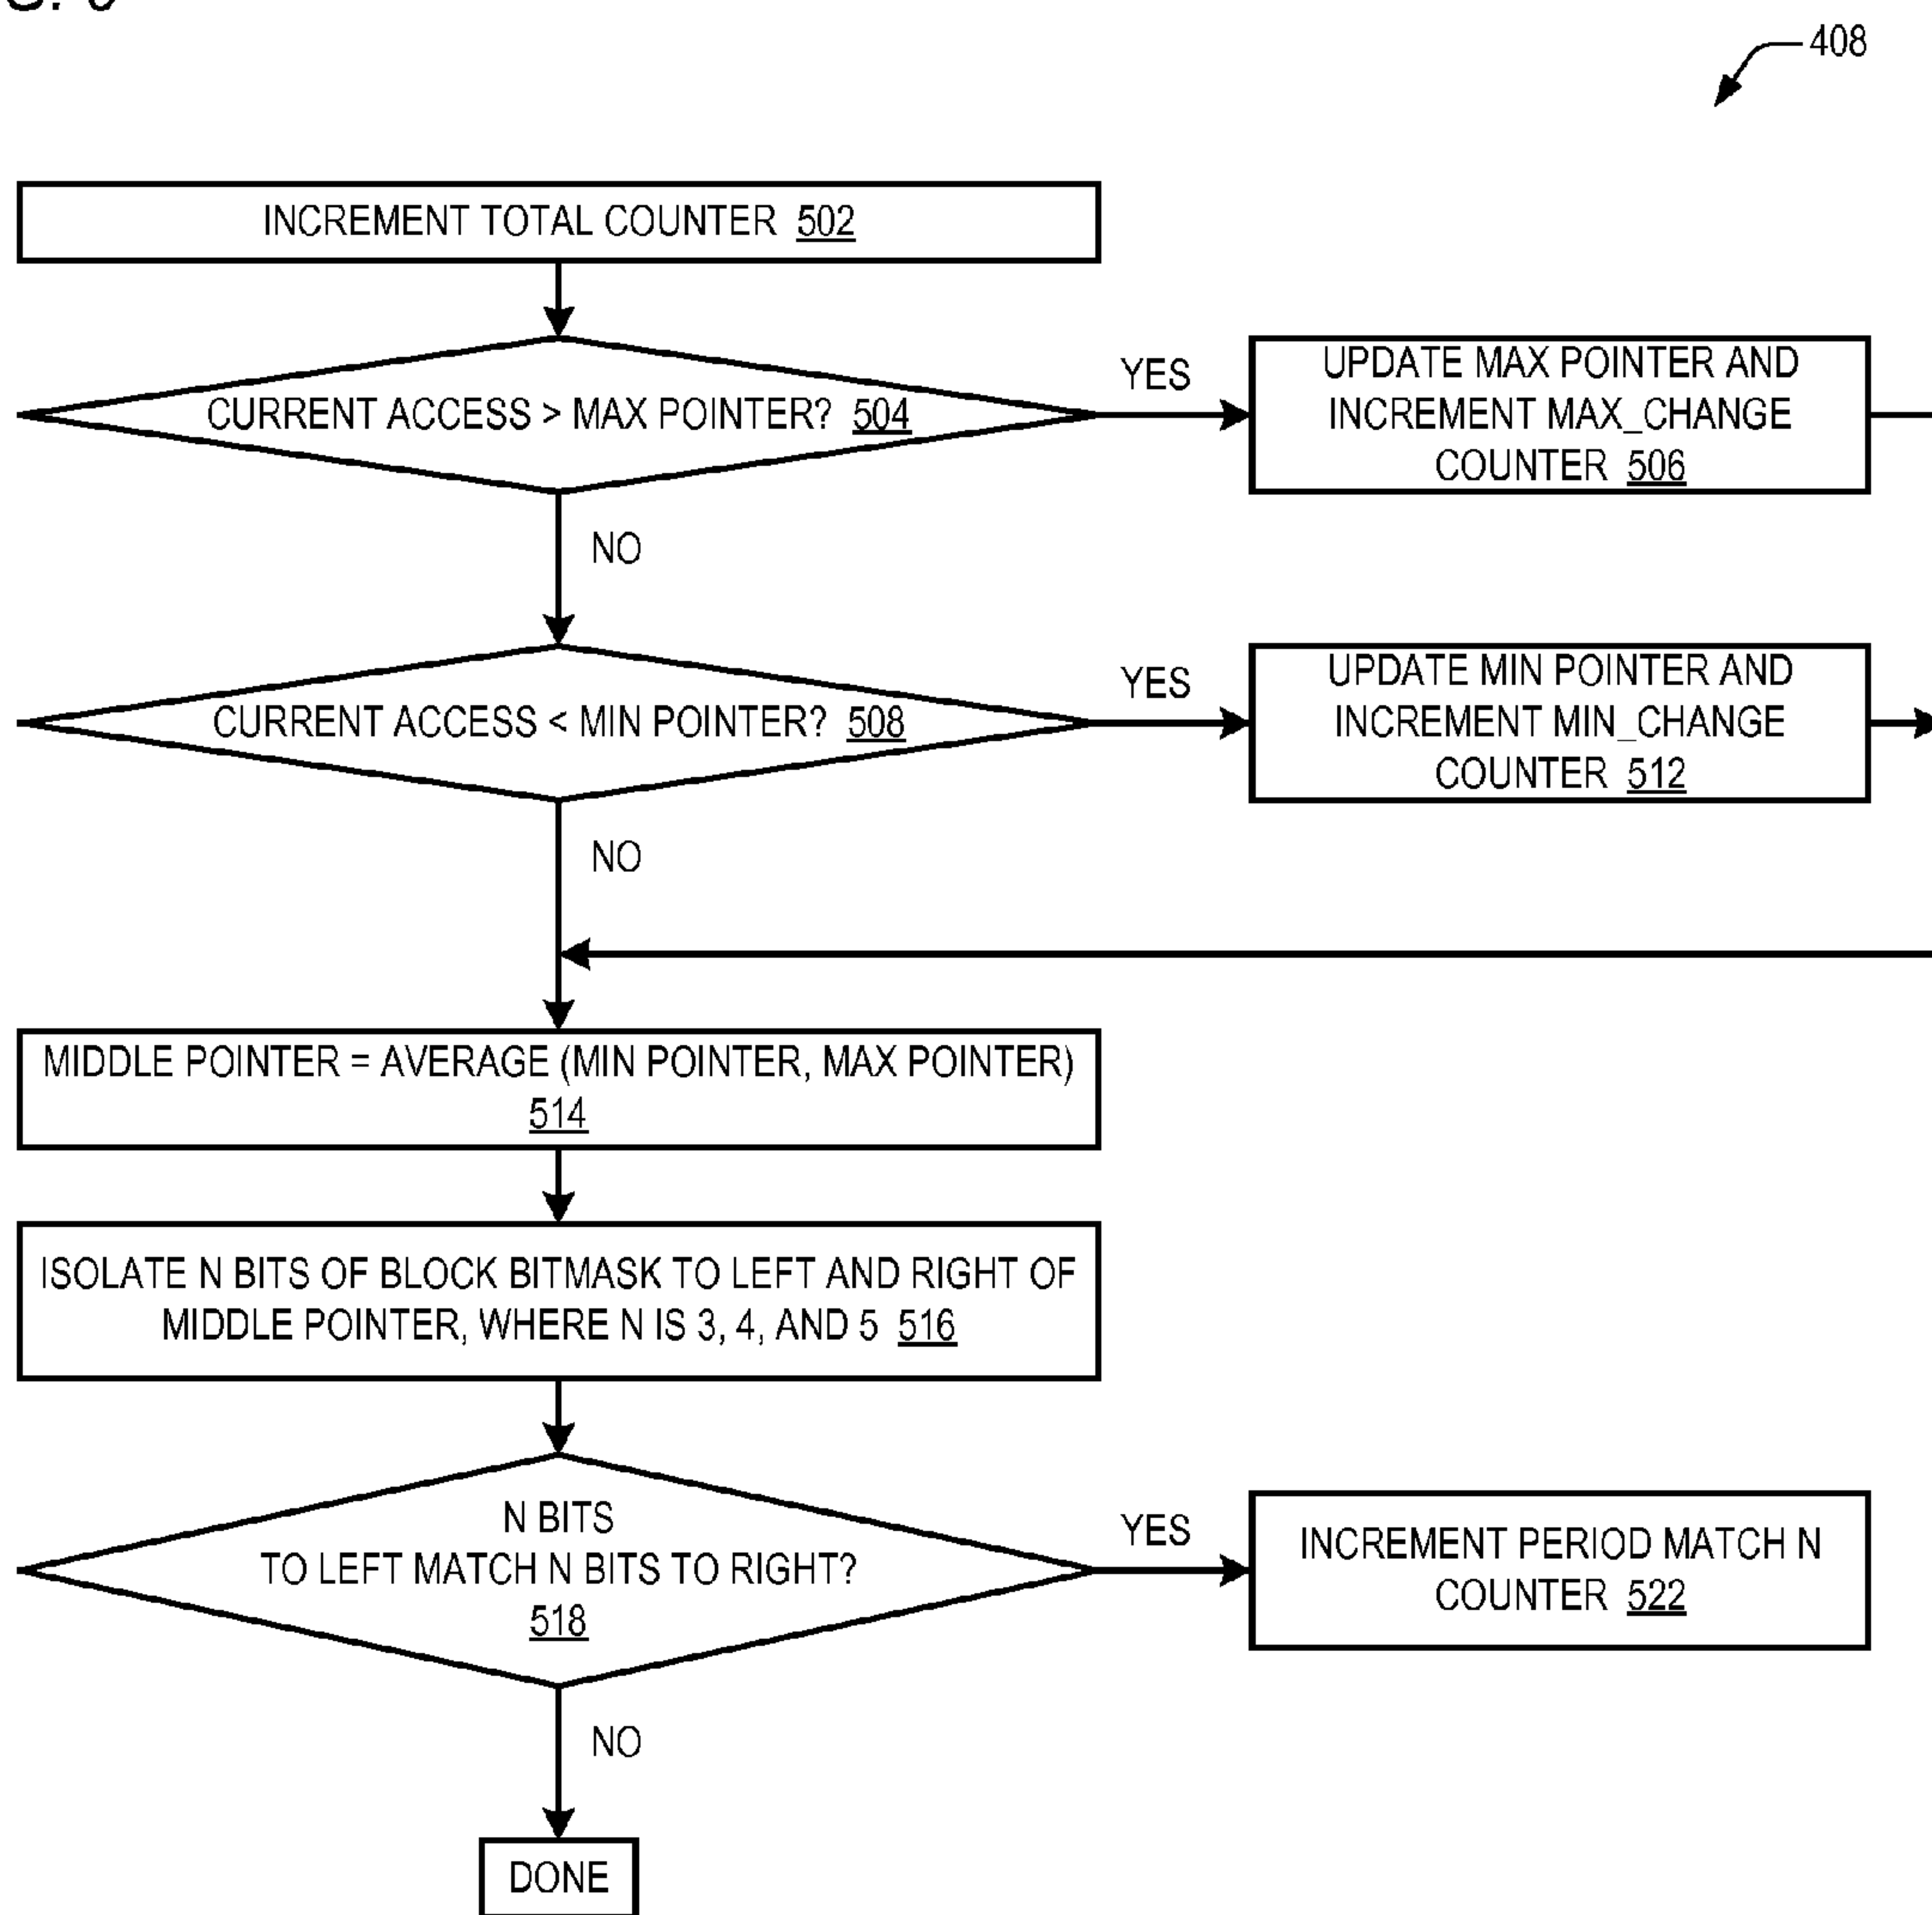 408
INCREMENT TOTAL COUNTER 502
CURRENT ACCESS > MAX POINTER? 504
YES
UPDATE MAX POINTER AND
INCREMENT MAX_CHANGE
COUNTER 506
NO
CURRENT ACCESS < MIN POINTER? 508
YES
UPDATE MIN POINTER AND
INCREMENT MIN_CHANGE
COUNTER 512
NO
MIDDLE POINTER = AVERAGE (MIN POINTER, MAX POINTER)
514
ISOLATE N BITS OF BLOCK BITMASK TO LEFT AND RIGHT OF
MIDDLE POINTER, WHERE N IS 3, 4, AND 5 516
N BITS
TO LEFT MATCH N BITS TO RIGHT?
518
YES
INCREMENT PERIOD MATCH N
COUNTER 522
NO
DONE